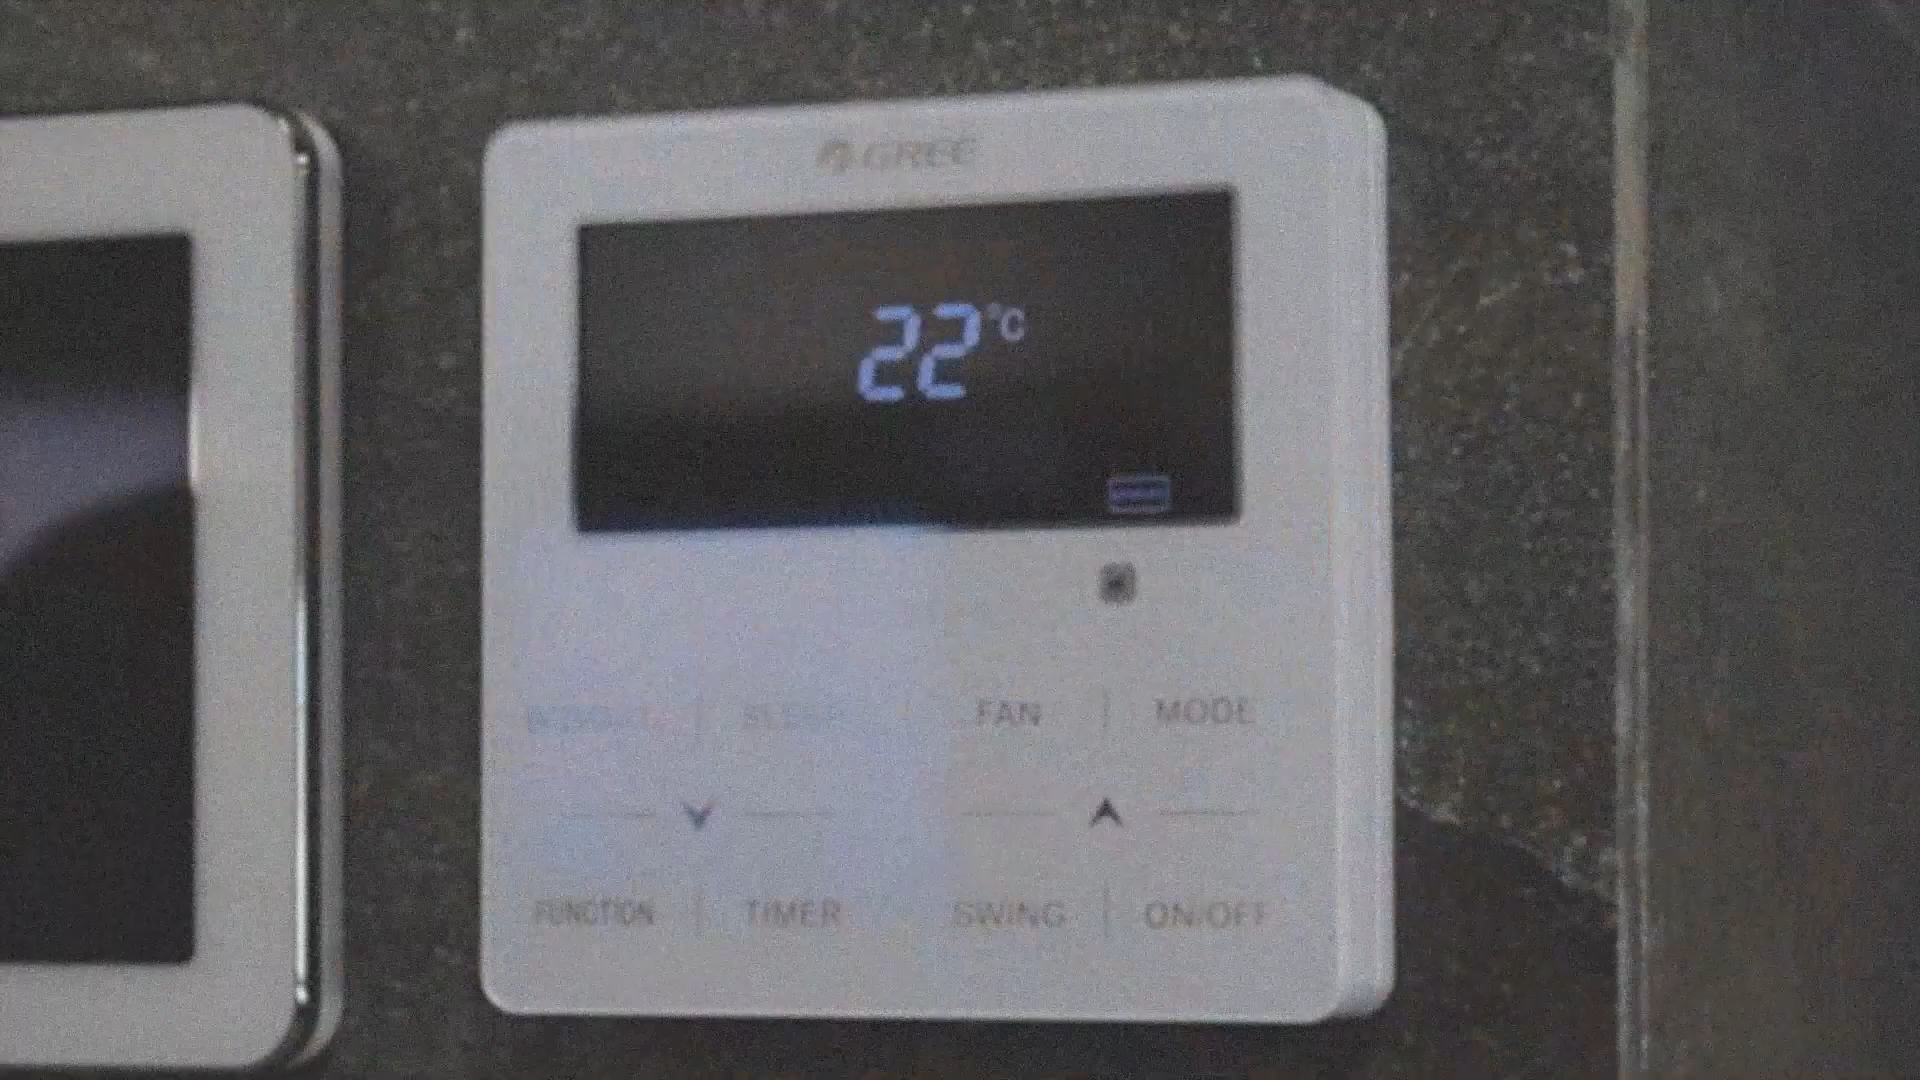 GREE
22°C
FAN | MODE
FUNCTION | TIMER SWING | ON/OFF